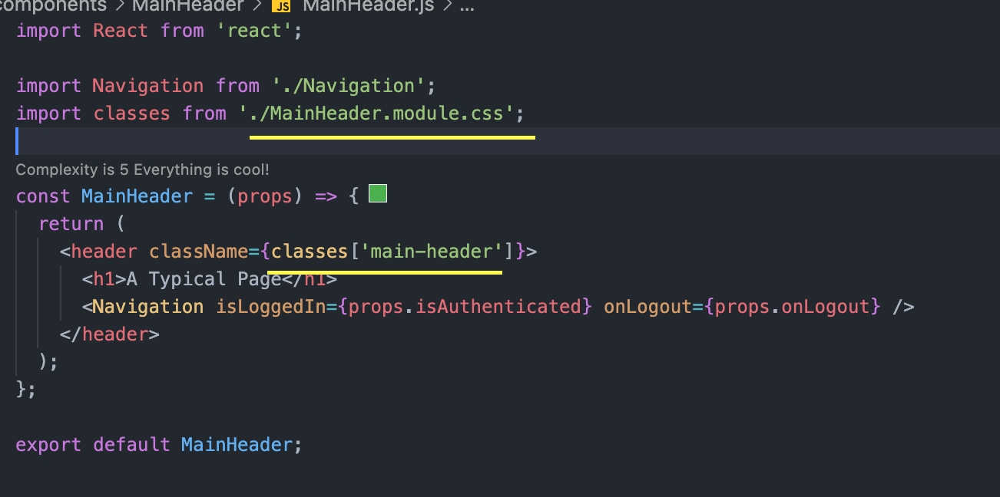 components > MainHeader > JS MainHeader.js > ...
import React from 'react';
import Navigation from './Navigation';
import classes from './MainHeader.module.css';
Complexity is 5 Everything is cool!
const MainHeader = (props) => {
return (
<header className={classes['main-header']}>
<h1>A Typical Page</h1>
<Navigation isLoggedIn={props.isAuthenticated} onLogout={props.onLogout} />
</header>
);
};
export default MainHeader;